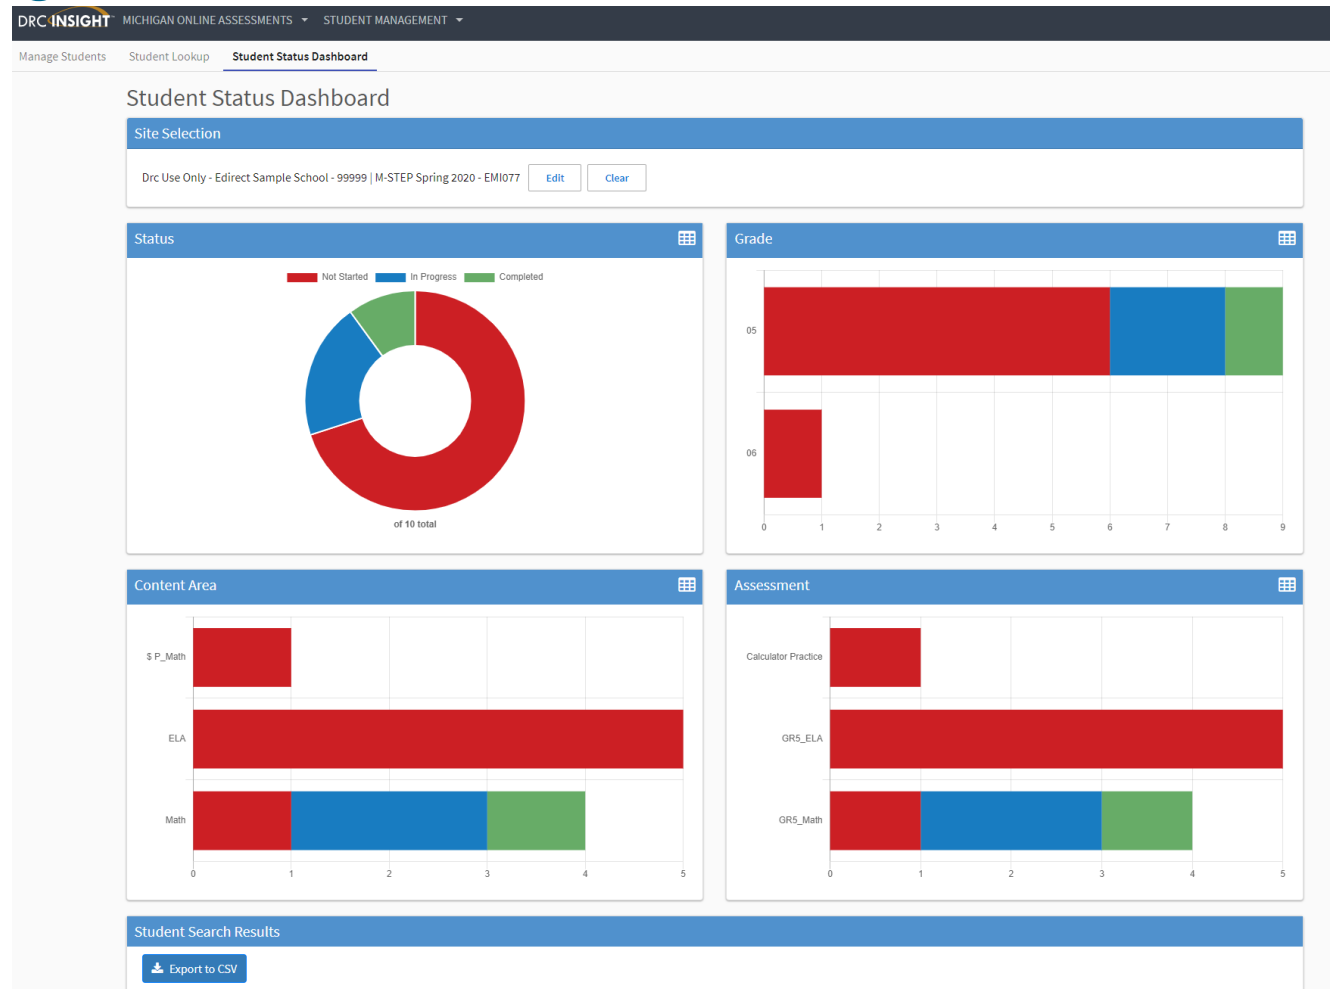 DRC INSIGHT MICHIGAN ONLINE ASSESSMENTS STUDENT MANAGEMENT
Manage Students Student Lookup Student Status Dashboard
Student Status Dashboard
Site Selection
Drc Use Only - Edirect Sample School - 99999 | M-STEP Spring 2020 - EMI077 Edit Clear
Status
Not Started In Progress Completed
of 10 total
Grade
05
06
0 1 2 3 4 5 6 7 8 9
Content Area
$ P_Math
ELA
Math
0 1 2 3 4 5
Assessment
Calculator Practice
GR5_ELA
GR5_Math
0 1 2 3 4 5
Student Search Results
Export to CSV